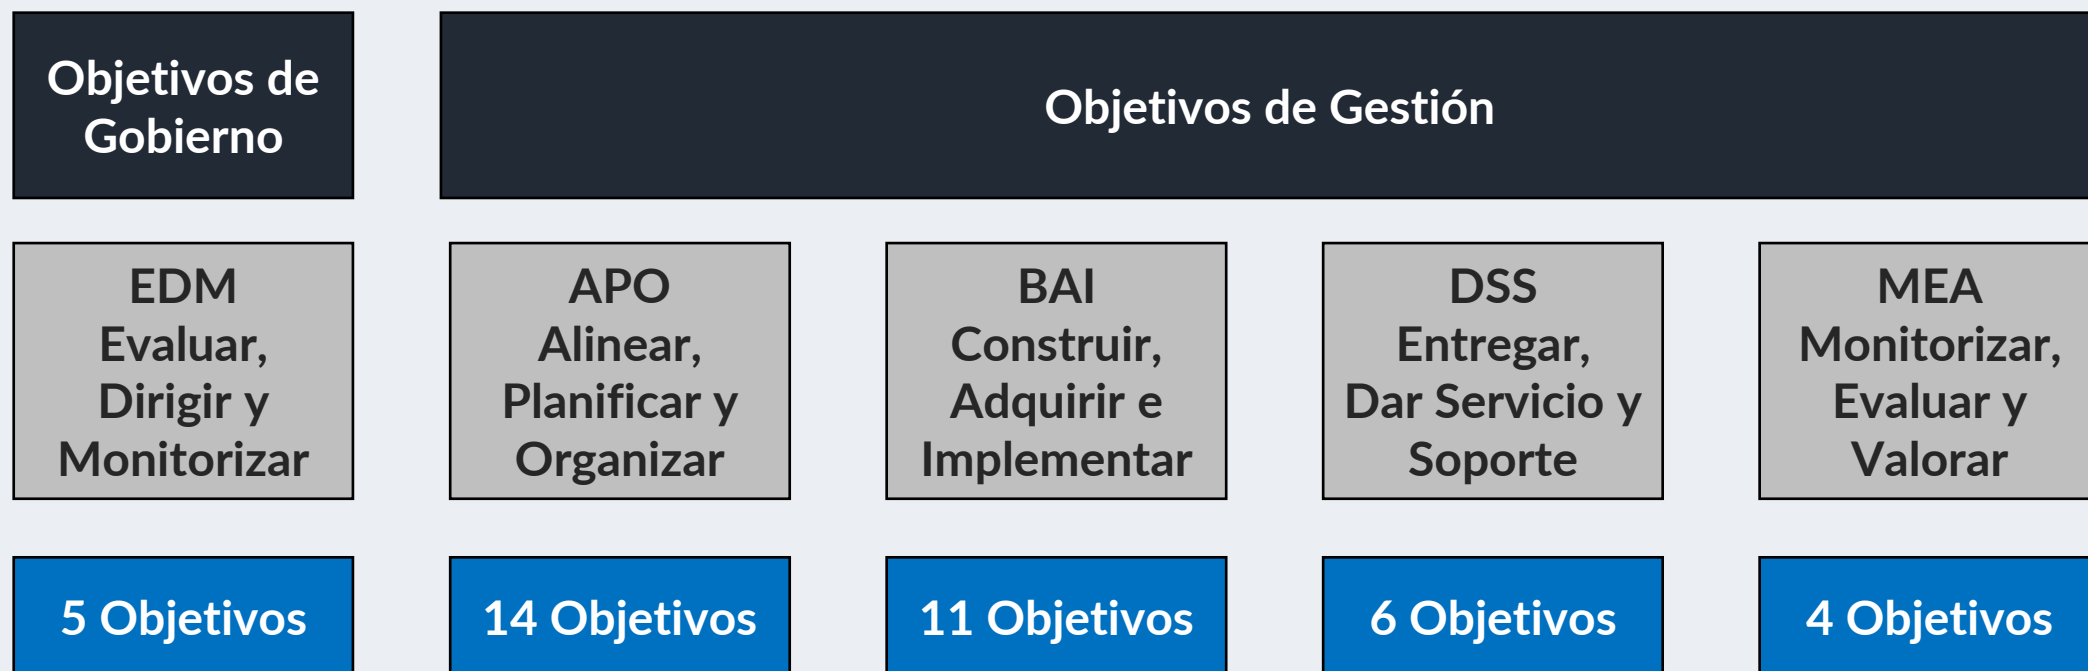 Objetivos de
Gobierno
Objetivos de Gestión
EDM
Evaluar,
Dirigir y
Monitorizar
APO
Alinear,
Planificar y
Organizar
BAI
Construir,
Adquirir e
Implementar
DSS
Entregar,
Dar Servicio y
Soporte
MEA
Monitorizar,
Evaluar y
Valorar
5 Objetivos
14 Objetivos
11 Objetivos
6 Objetivos
4 Objetivos